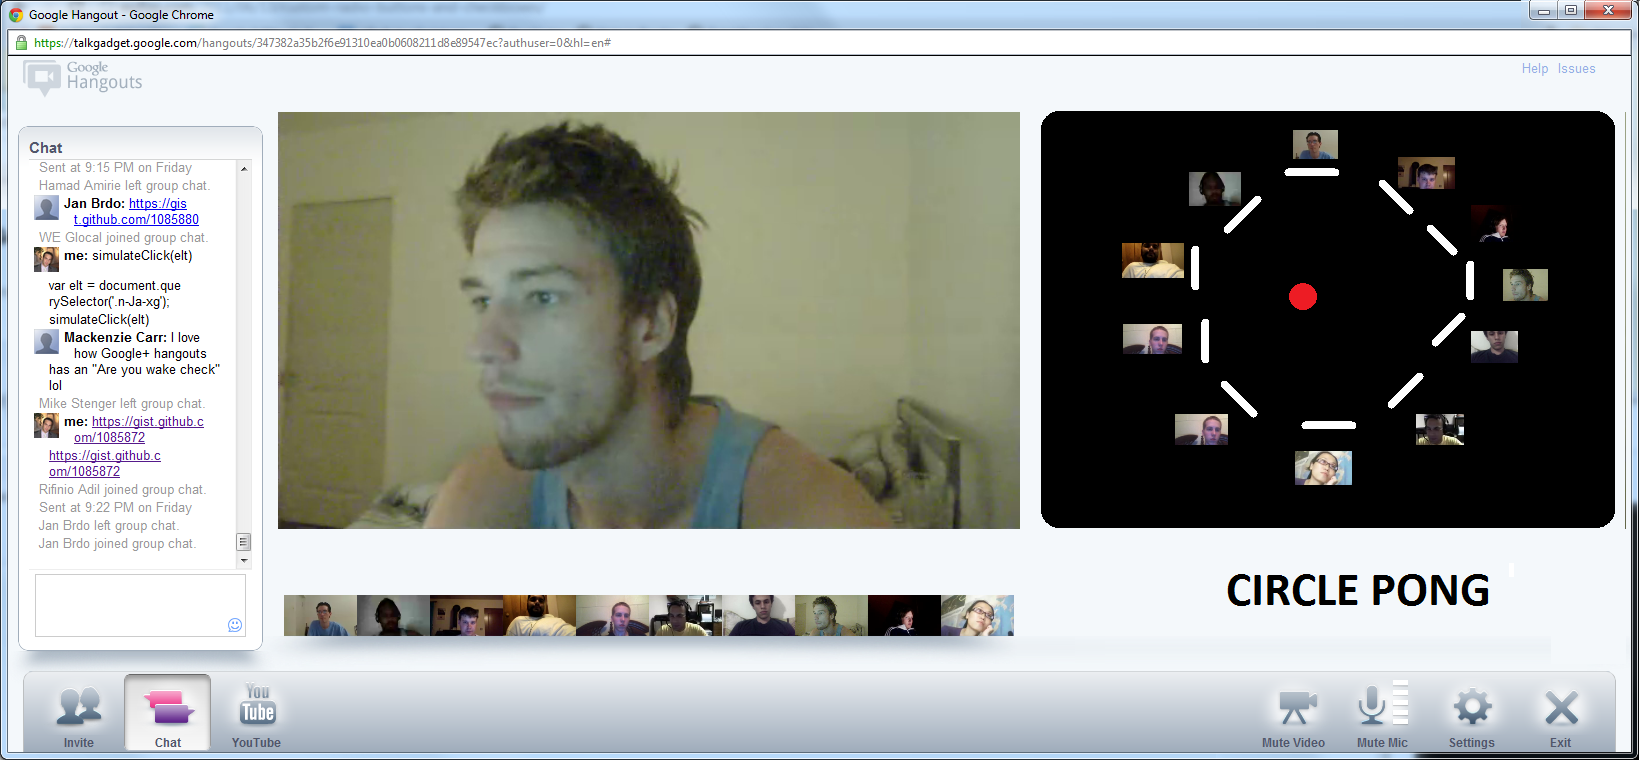 Google Hangout - Google Chrome
https://talkgadget.google.com/hangouts/347382a35b2f6e91310ea0b0608211d8e89547ec?authuser=0&hl=en#
Google
Hangouts
Help Issues
Chat
Sent at 9:15 PM on Friday
Hamad Amirie left group chat.
Jan Brdo: https://gis
t.github.com/1085880
WE Glocal joined group chat.
me: simulateClick(elt)
var elt = document.que
rySelector('.n-Ja-xg');
simulateClick(elt)
Mackenzie Carr: I love
how Google+ hangouts
has an "Are you wake check"
lol
Mike Stenger left group chat.
me: https://gist.github.c
om/1085872
https://gist.github.c
om/1085872
Rifinio Adil joined group chat.
Sent at 9:22 PM on Friday
Jan Brdo left group chat.
Jan Brdo joined group chat.
CIRCLE PONG
You
Tube
Invite
Chat
YouTube
Mute Video
Mute Mic
Settings
Exit